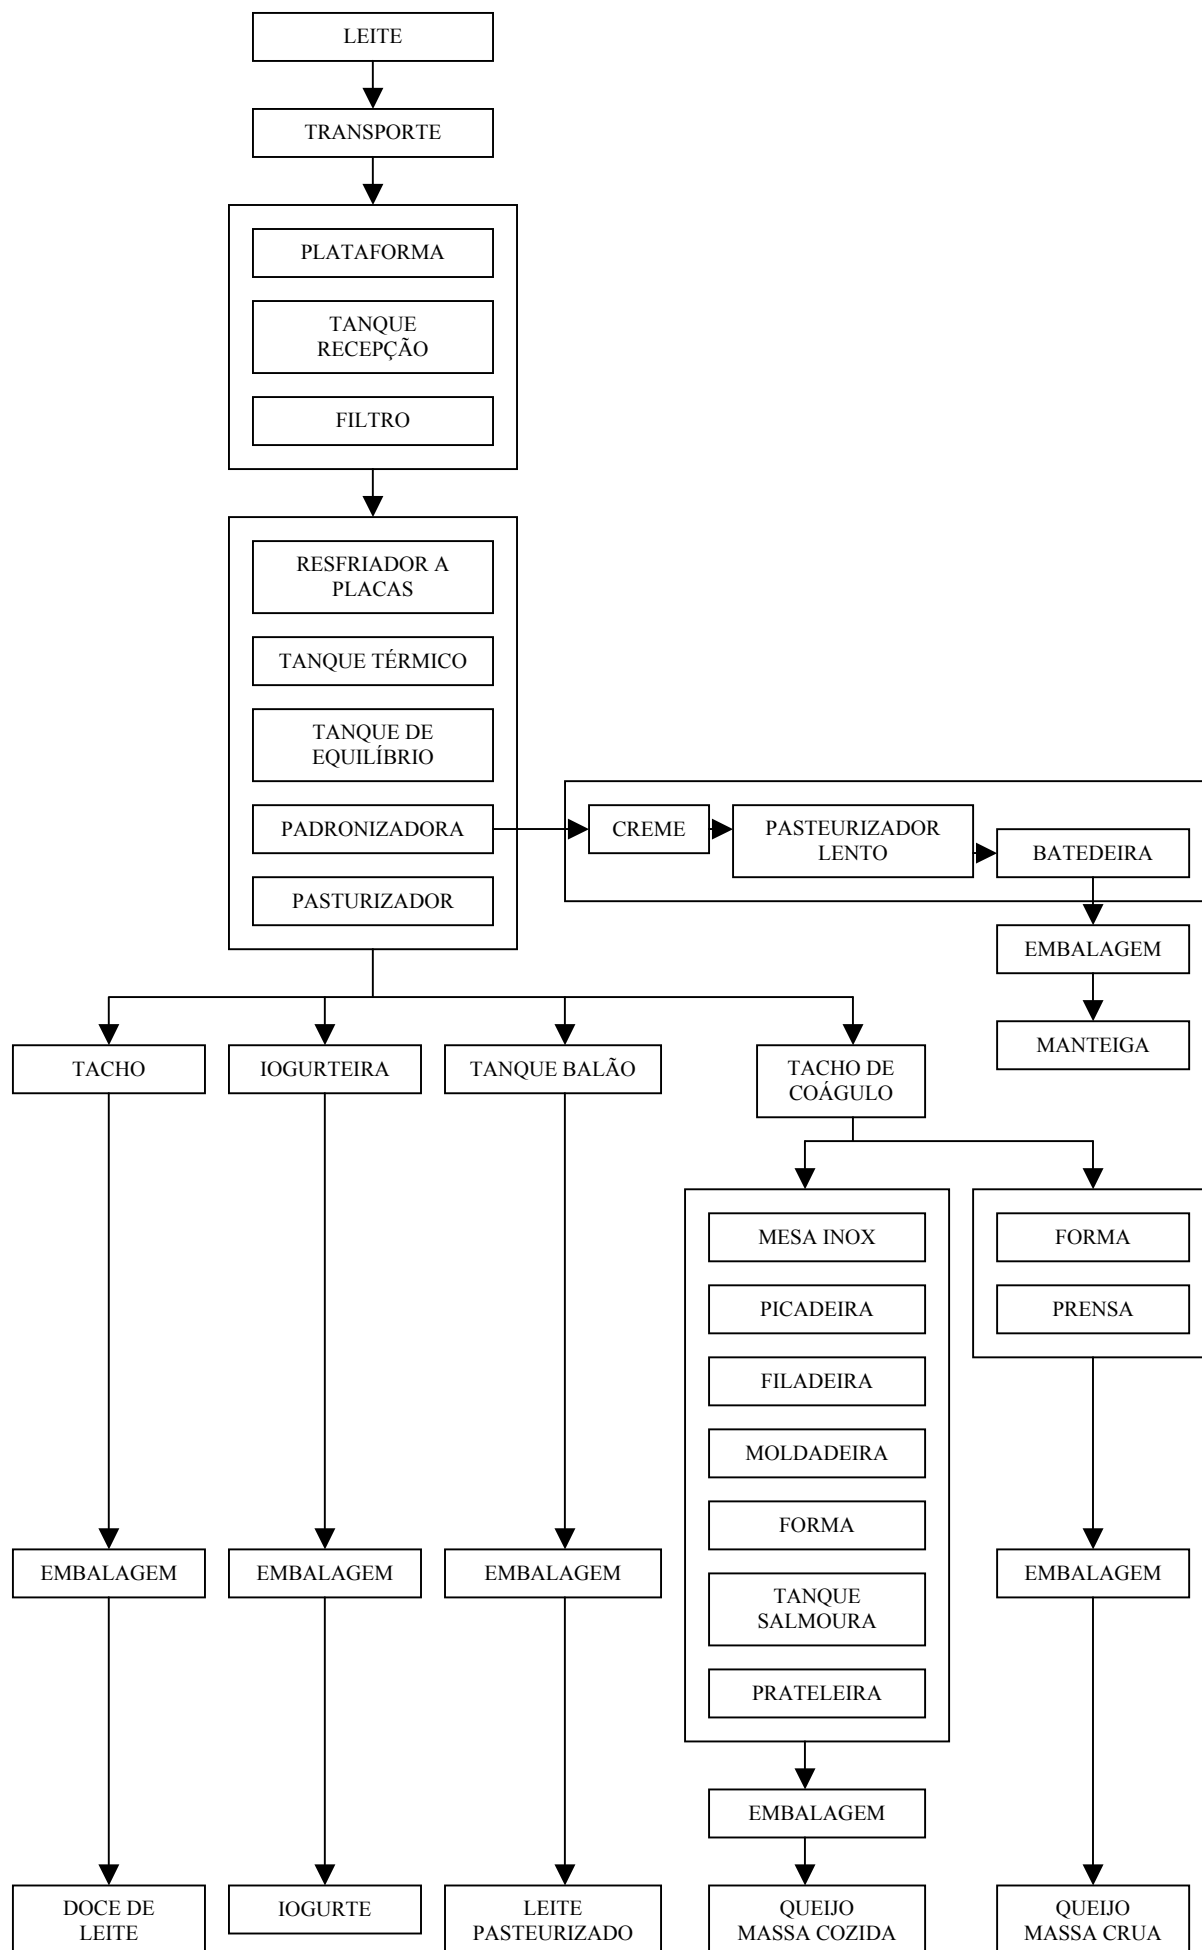 LEITE
TRANSPORTE
PLATAFORMA
TANQUE
RECEPÇÃO
FILTRO
RESFRIADOR A
PLACAS
TANQUE TÉRMICO
TANQUE DE
EQUILÍBRIO
PADRONIZADORA
CREME
PASTEURIZADOR
LENTO
BATEDEIRA
PASTURIZADOR
EMBALAGEM
MANTEIGA
TACHO
IOGURTEIRA
TANQUE BALÃO
TACHO DE
COÁGULO
MESA INOX
PICADEIRA
FILADEIRA
MOLDADEIRA
FORMA
TANQUE
SALMOURA
PRATELEIRA
FORMA
PRENSA
EMBALAGEM
EMBALAGEM
EMBALAGEM
EMBALAGEM
EMBALAGEM
DOCE DE
LEITE
IOGURTE
LEITE
PASTEURIZADO
QUEIJO
MASSA COZIDA
QUEIJO
MASSA CRUA